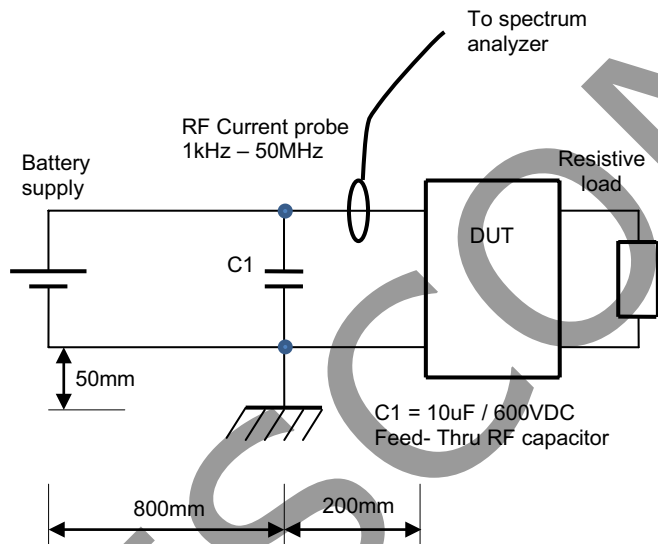 To spectrum
analyzer
RF Current probe
1kHz – 50MHz
Battery
supply
Resistive
load
DUT
C1
50mm
C1 = 10uF / 600VDC
Feed- Thru RF capacitor
800mm
200mm